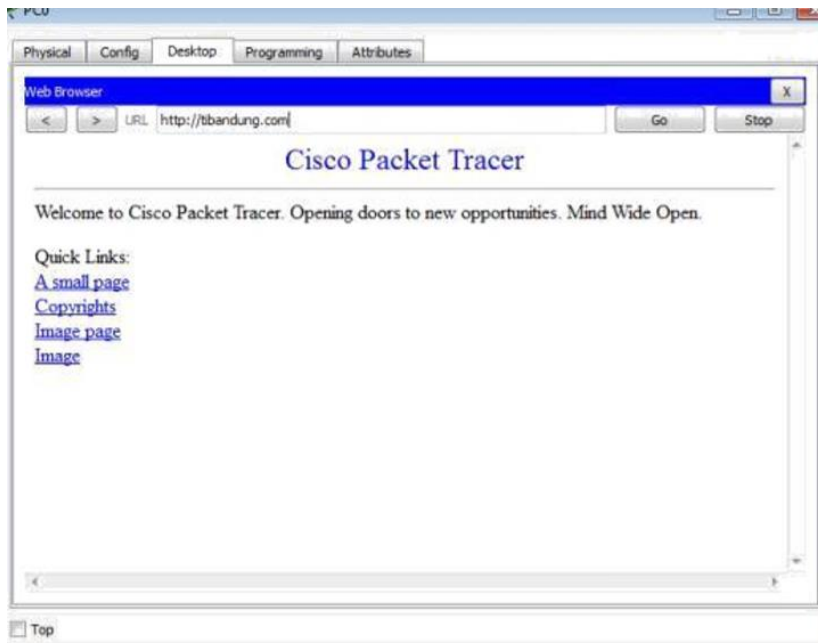 PC0
Physical Config Desktop Programming Attributes
Web Browser X
< > URL http://tibandung.com Go Stop
Cisco Packet Tracer
Welcome to Cisco Packet Tracer. Opening doors to new opportunities. Mind Wide Open.
Quick Links:
A small page
Copyrights
Image page
Image
Top